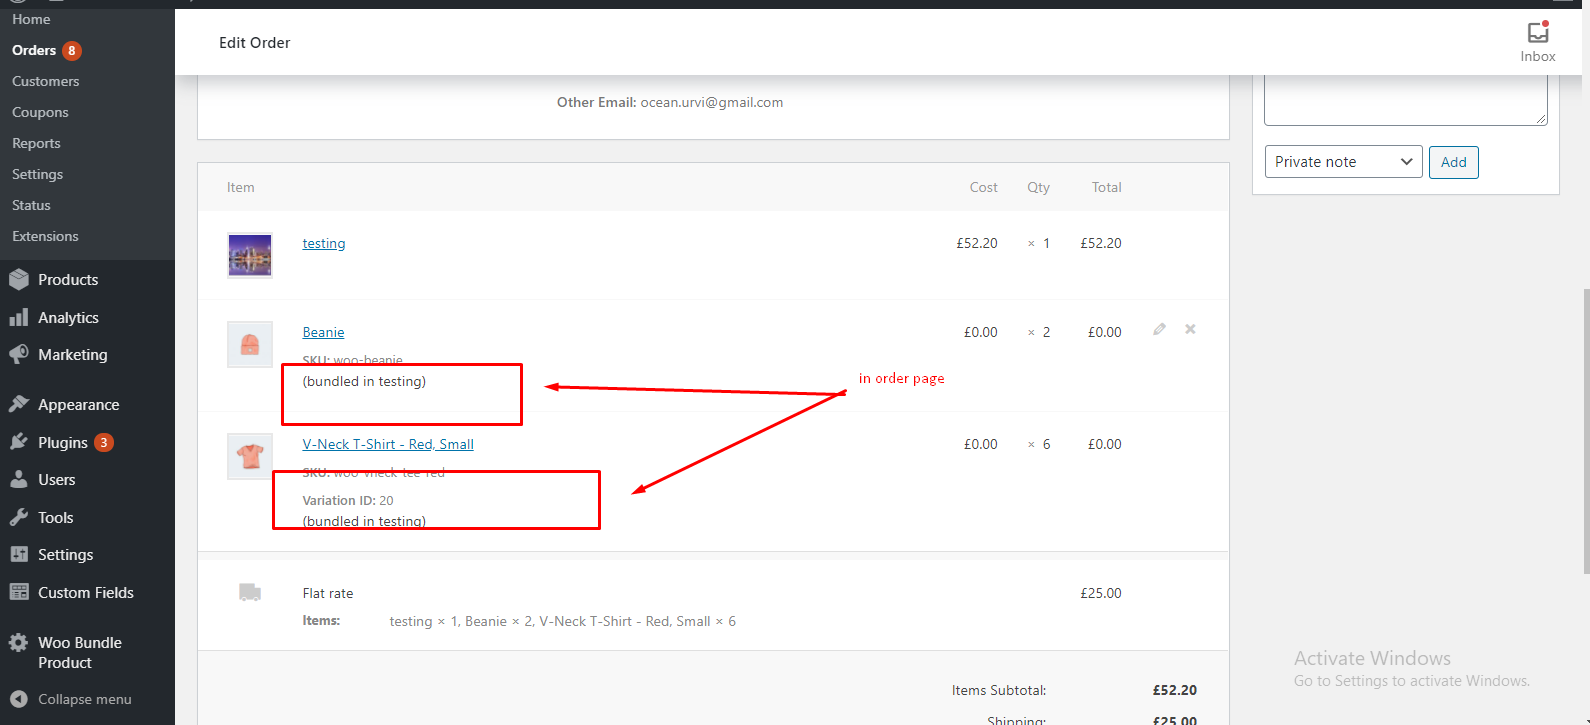 Home
Orders 8
Customers
Coupons
Reports
Settings
Status
Extensions
Products
Analytics
Marketing
Appearance
Plugins 3
Users
Tools
Settings
Custom Fields
Woo Bundle
Product
Collapse menu
Edit Order
Inbox
Other Email: ocean.urvi@gmail.com
Private note
Add
Item Cost Qty Total
testing £52.20 × 1 £52.20
Beanie £0.00 × 2 £0.00
SKU: woo-beanie
(bundled in testing)
in order page
V-Neck T-Shirt - Red, Small £0.00 × 6 £0.00
SKU: woo-vneck-tee-red
Variation ID: 20
(bundled in testing)
Flat rate £25.00
Items: testing × 1, Beanie × 2, V-Neck T-Shirt - Red, Small × 6
Items Subtotal: £52.20
Shipping: £25.00
Activate Windows
Go to Settings to activate Windows.